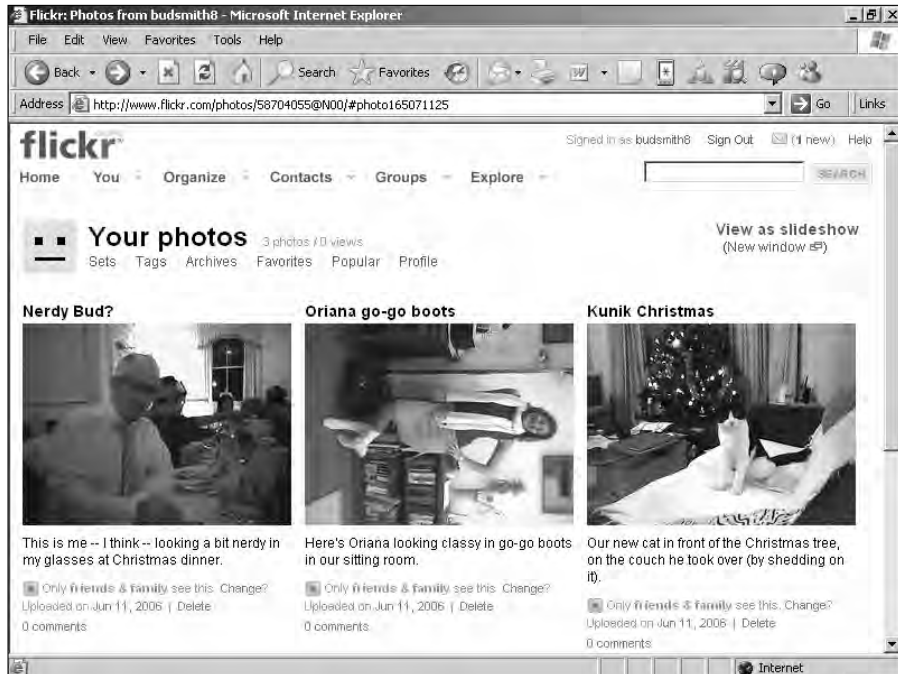 Flickr: Photos from budsmith8 - Microsoft Internet Explorer
File Edit View Favorites Tools Help
Back Search Favorites
Address http://www.flickr.com/photos/58704055@N00/#photo165071125 Go Links
flickr
Signed in as budsmith8 Sign Out (1 new) Help
Home You Organize Contacts Groups Explore SEARCH
Your photos 3 photos / 0 views
View as slideshow
(New window)
Sets Tags Archives Favorites Popular Profile
Nerdy Bud?
This is me -- I think -- looking a bit nerdy in
my glasses at Christmas dinner.
Only friends & family see this. Change?
Uploaded on Jun 11, 2006 | Delete
0 comments
Oriana go-go boots
Here's Oriana looking classy in go-go boots
in our sitting room.
Only friends & family see this. Change?
Uploaded on Jun 11, 2006 | Delete
0 comments
Kunik Christmas
Our new cat in front of the Christmas tree,
on the couch he took over (by shedding on
it).
Only friends & family see this. Change?
Uploaded on Jun 11, 2006 | Delete
0 comments
Internet